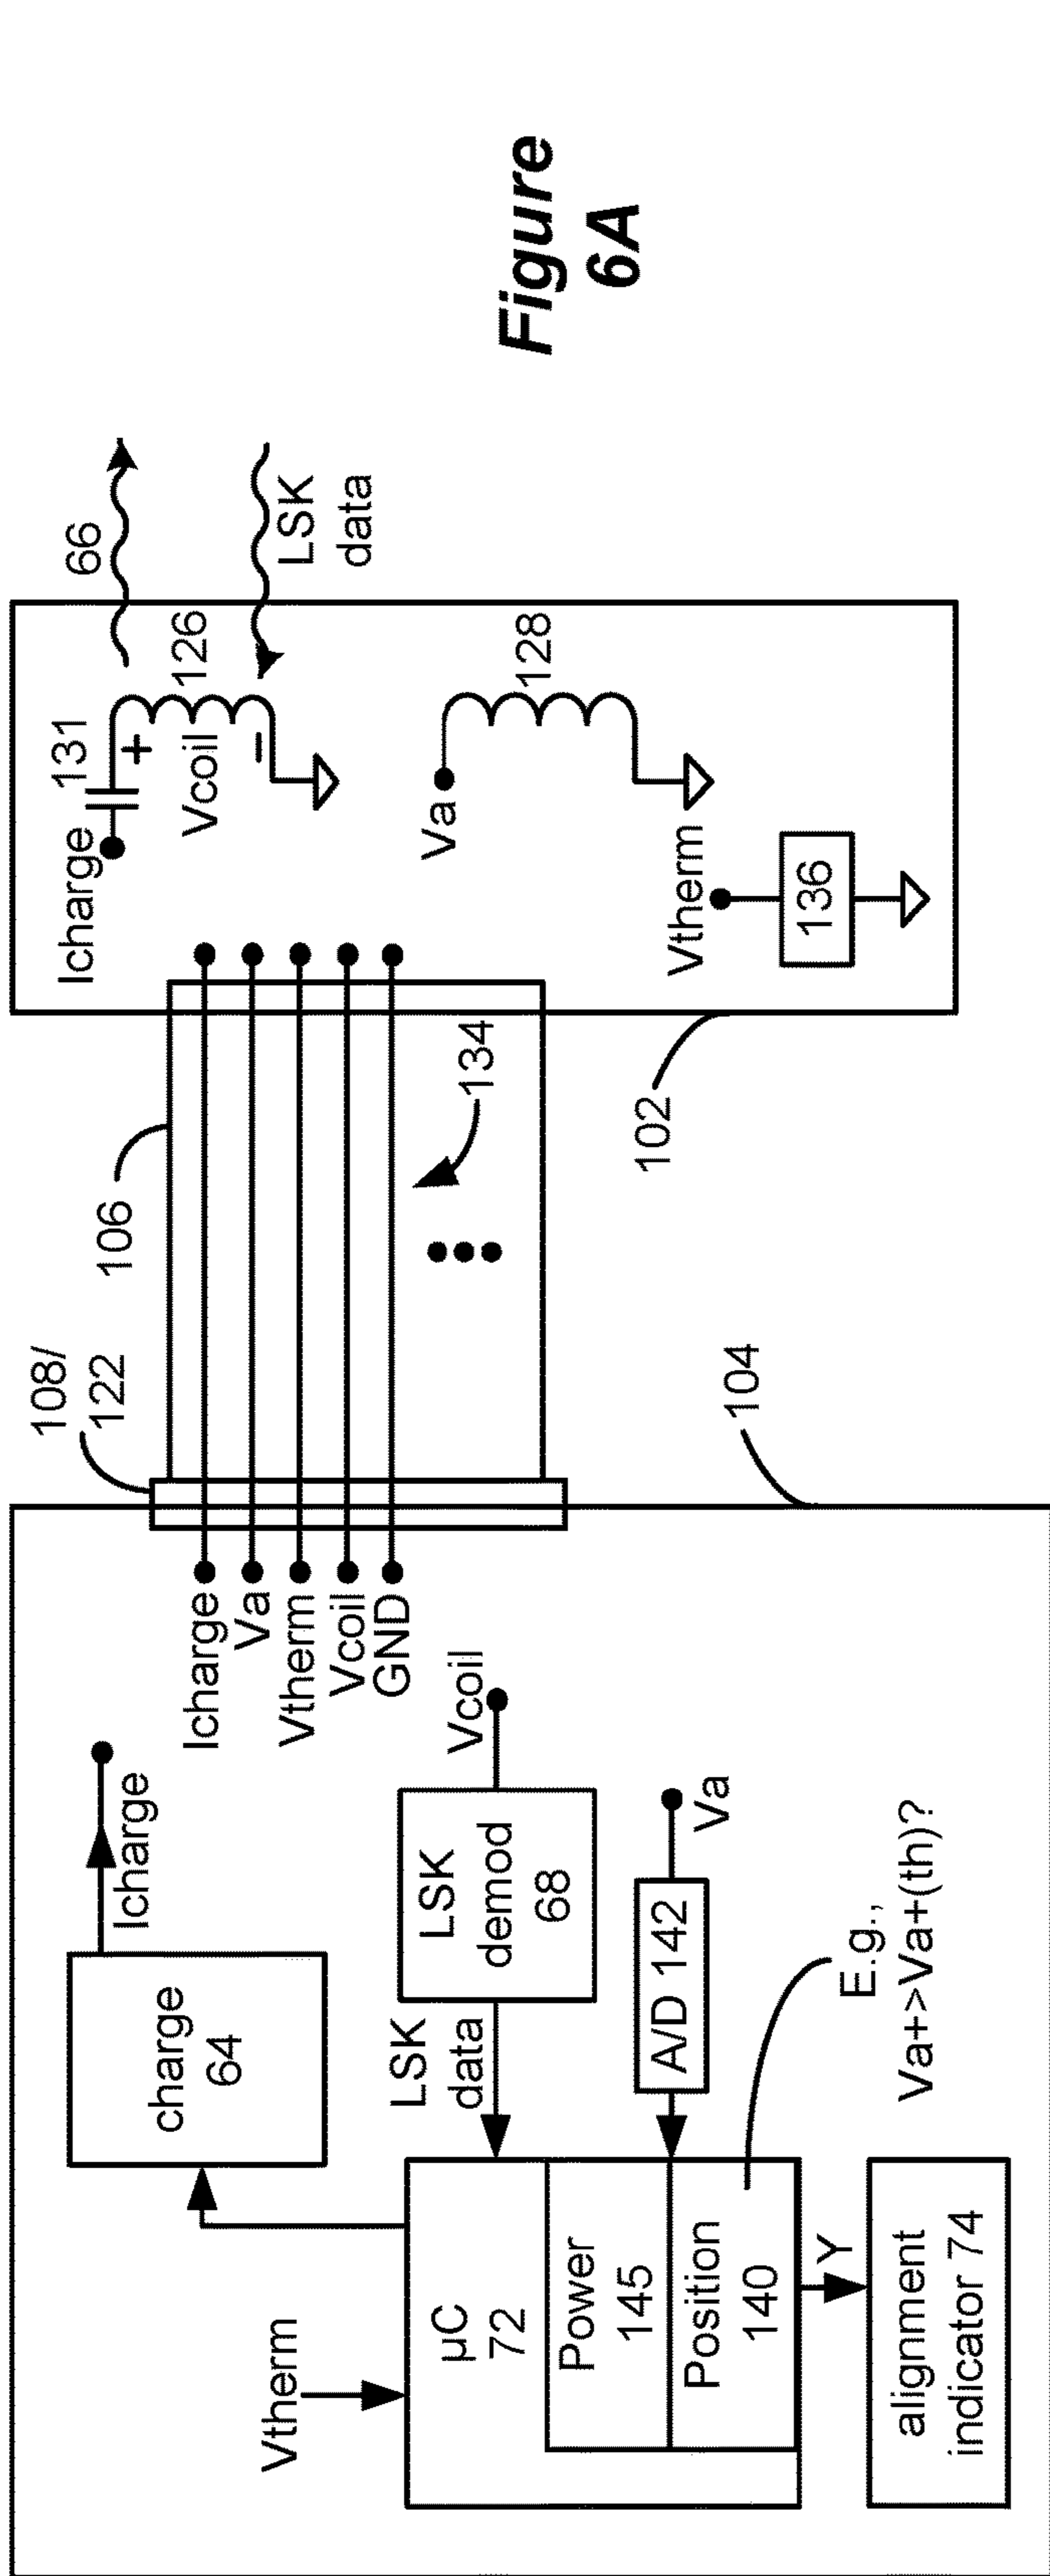 Vtherm
charge
64
Icharge
µC
72
Power
145
Position
140
Y
alignment
indicator 74
LSK
data
LSK
demod
68
Vcoil
A/D 142
Va
E.g.,
Va+>Va+(th)?
Icharge
Va
Vtherm
Vcoil
GND
108/
122
106
134
104
102
Icharge
131
+
Vcoil
−
126
66
LSK
data
Va
128
Vtherm
136
Figure
6A